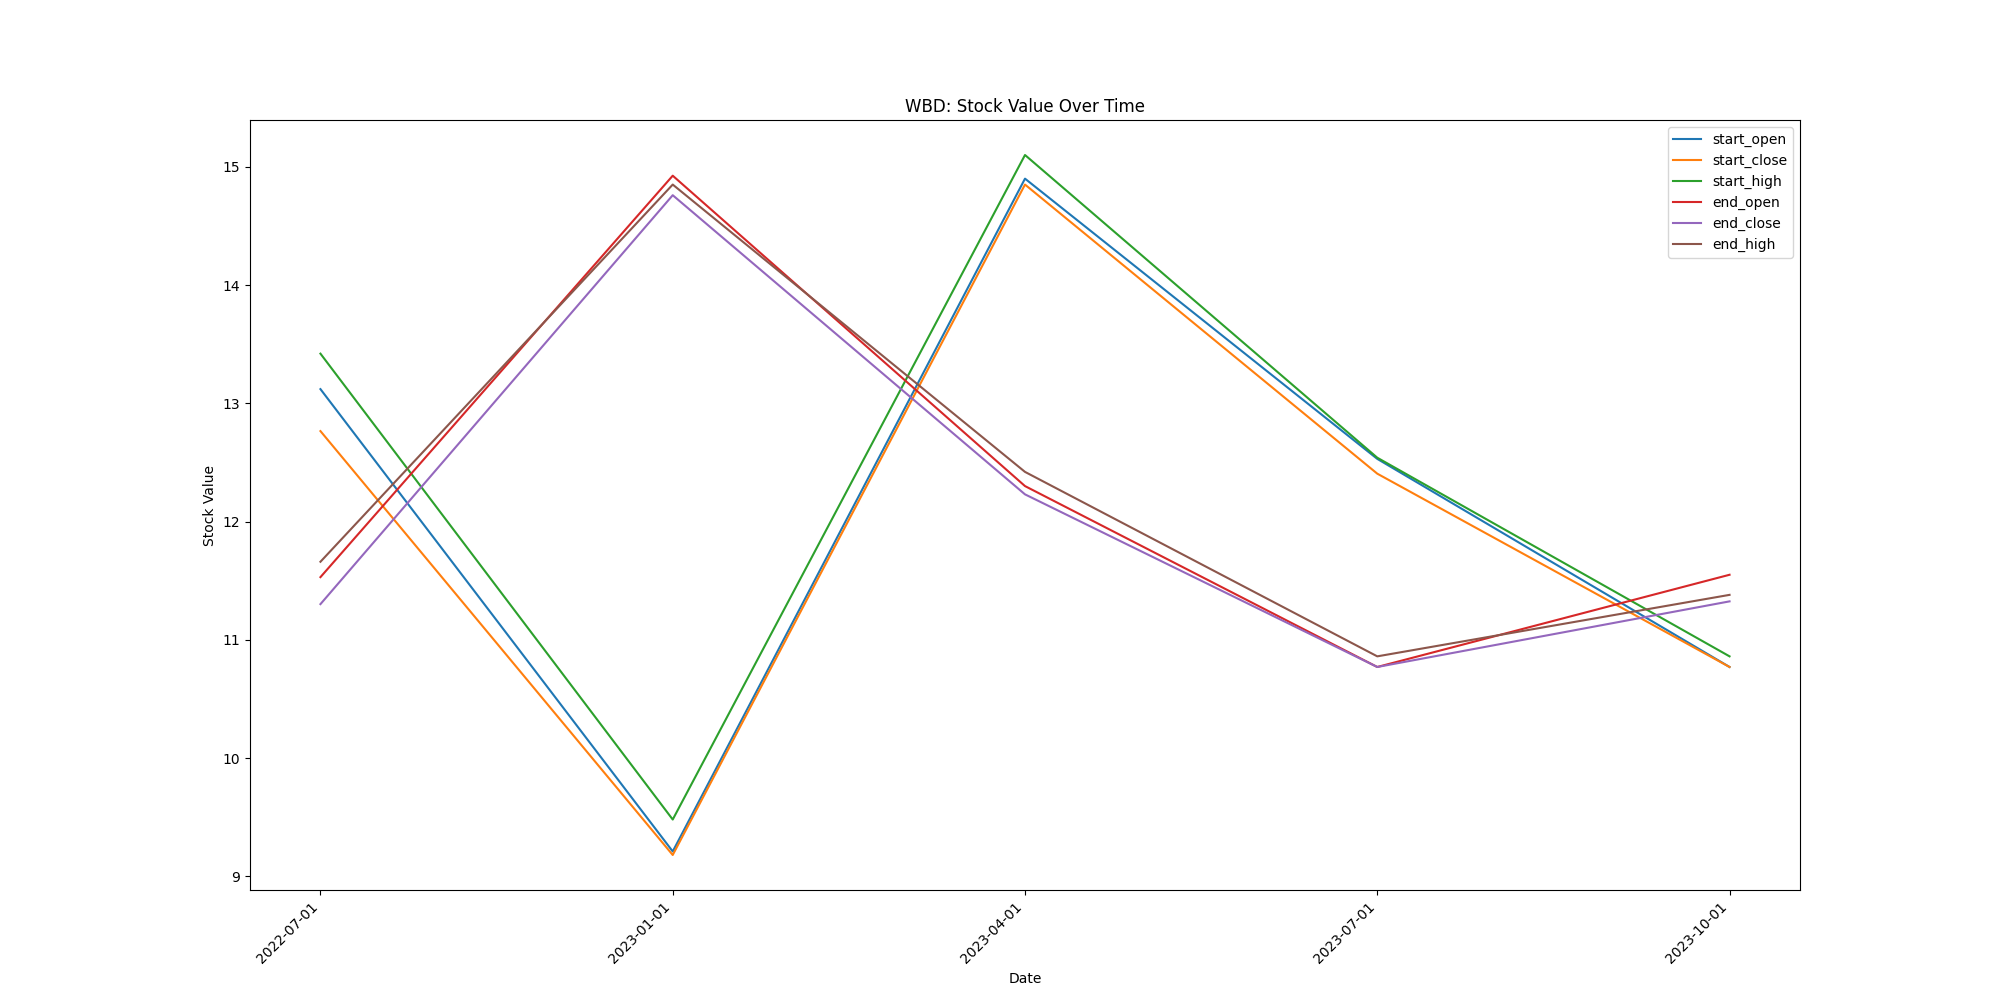 WBD: Stock Value Over Time
start_open
start_close
start_high
end_open
end_close
end_high
Stock Value
15
14
13
12
11
10
9
2022-07-01
2023-01-01
2023-04-01
2023-07-01
2023-10-01
Date